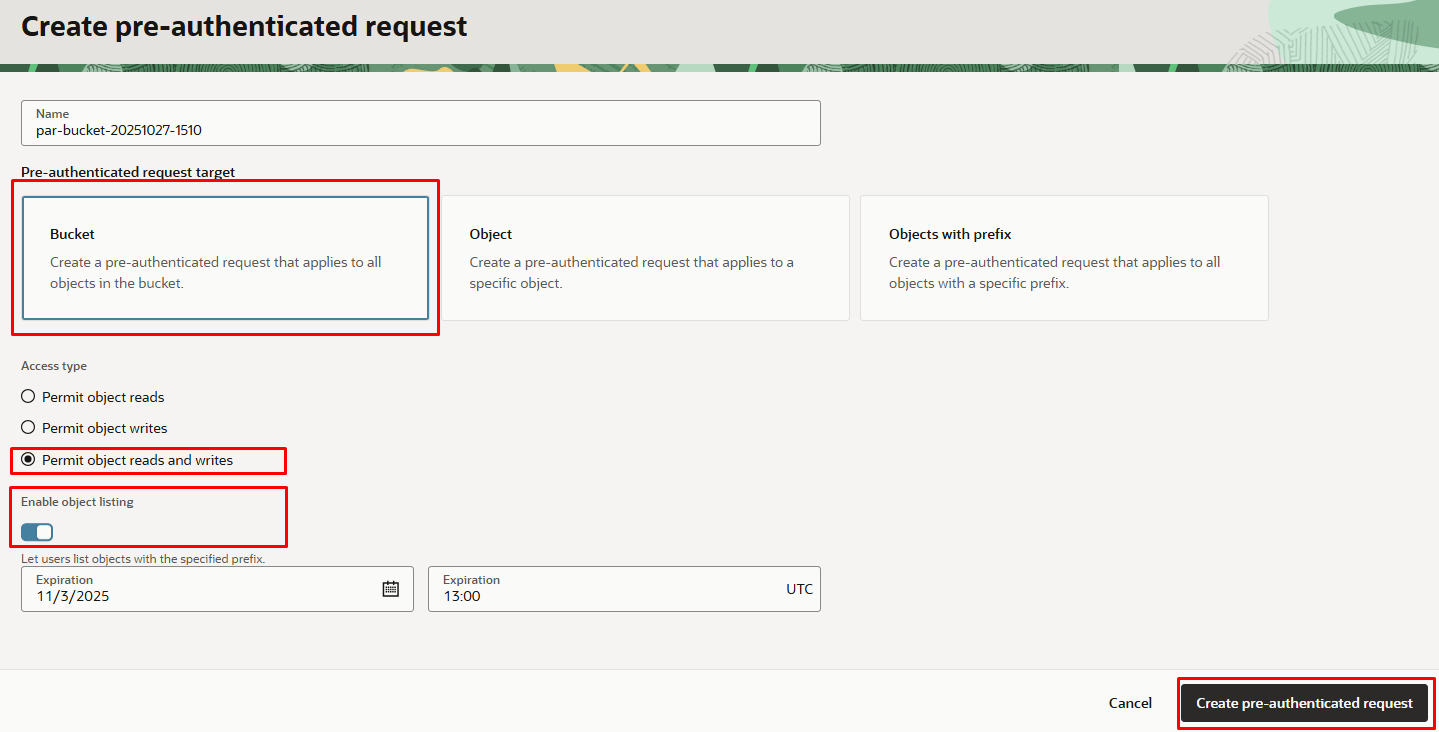 Create pre-authenticated request
Name
par-bucket-20251027-1510
Pre-authenticated request target
Bucket
Create a pre-authenticated request that applies to all
objects in the bucket.
Object
Create a pre-authenticated request that applies to a
specific object.
Objects with prefix
Create a pre-authenticated request that applies to all
objects with a specific prefix.
Access type
Permit object reads
Permit object writes
Permit object reads and writes
Enable object listing
Let users list objects with the specified prefix.
Expiration
11/3/2025
Expiration
13:00
UTC
Cancel
Create pre-authenticated request